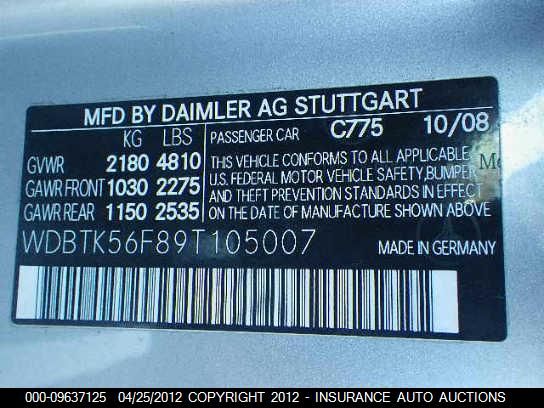 MFD BY DAIMLER AG STUTTGART
KG LBS PASSENGER CAR C775 10/08
GVWR 2180 4810
GAWR FRONT 1030 2275
GAWR REAR 1150 2535
THIS VEHICLE CONFORMS TO ALL APPLICABLE
U.S. FEDERAL MOTOR VEHICLE SAFETY,BUMPER
AND THEFT PREVENTION STANDARDS IN EFFECT
ON THE DATE OF MANUFACTURE SHOWN ABOVE
WDBTK56F89T105007 MADE IN GERMANY
000-09637125 04/25/2012 COPYRIGHT 2012 - INSURANCE AUTO AUCTIONS